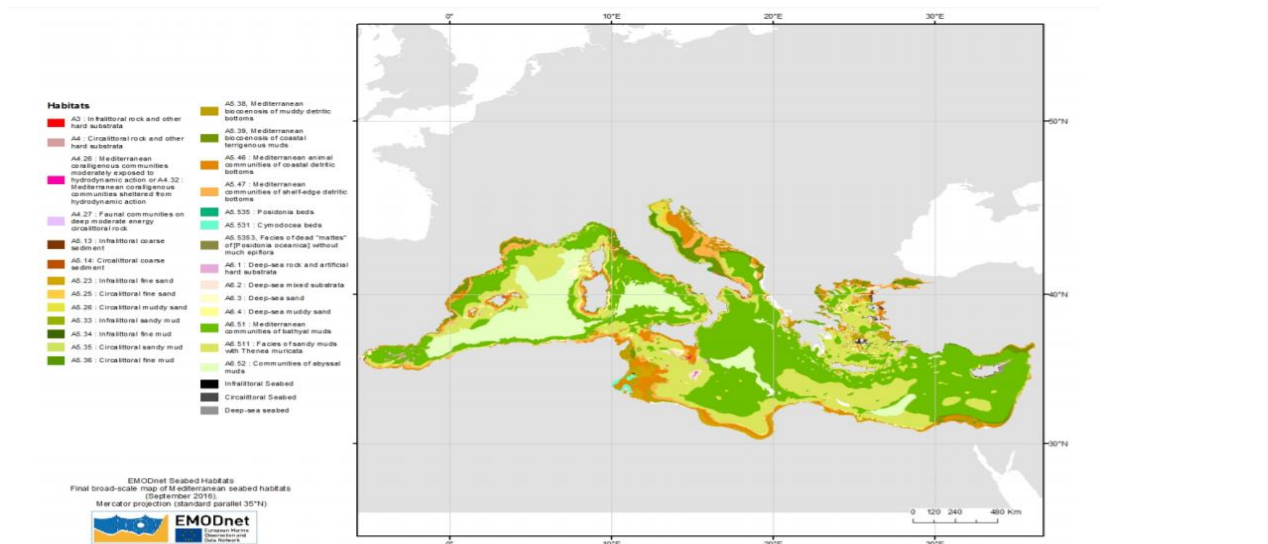 0° 10°E 20°E 30°E
Habitats
A3 : Infralittoral rock and other
hard substrata
A4 : Circalittoral rock and other
hard substrata
A4.26 : Mediterranean
coralligenous communities
moderately exposed to
hydrodynamic action or A4.32 :
Mediterranean coralligenous
communities sheltered from
hydrodynamic action
A4.27 : Faunal communities on
deep moderate energy
circalittoral rock
A5.13 : Infralittoral coarse
sediment
A5.14: Circalittoral coarse
sediment
A5.23 : Infralittoral fine sand
A5.25 : Circalittoral fine sand
A5.26 : Circalittoral muddy sand
A5.33 : Infralittoral sandy mud
A5.34 : Infralittoral fine mud
A5.35 : Circalittoral sandy mud
A5.36 : Circalittoral fine mud
A5.38, Mediterranean
biocoenosis of muddy detritic
bottoms
A5.39, Mediterranean
biocoenosis of coastal
terrigenous muds
A5.46 : Mediterranean animal
communities of coastal detritic
bottoms
A5.47 : Mediterranean
communities of shelf-edge detritic
bottoms
A5.535 : Posidonia beds
A5.531 : Cymodocea beds
A5.5353, Facies of dead "mattes"
of [Posidonia oceanica] without
much epiflora
A6.1 : Deep-sea rock and artificial
hard substrata
A6.2 : Deep-sea mixed substrata
A6.3 : Deep-sea sand
A6.4 : Deep-sea muddy sand
A6.51 : Mediterranean
communities of bathyal muds
A6.511 : Facies of sandy muds
with Thenea muricata
A6.52 : Communities of abyssal
muds
Infralittoral Seabed
Circalittoral Seabed
Deep-sea seabed
50°N
40°N
30°N
0 120 240 480 Km
0° 10°E 20°E 30°E
EMODnet Seabed Habitats
Final broad-scale map of Mediterranean seabed habitats
(September 2016).
Mercator projection (standard parallel 35°N)
EMODnet
European Marine
Observation and
Data Network